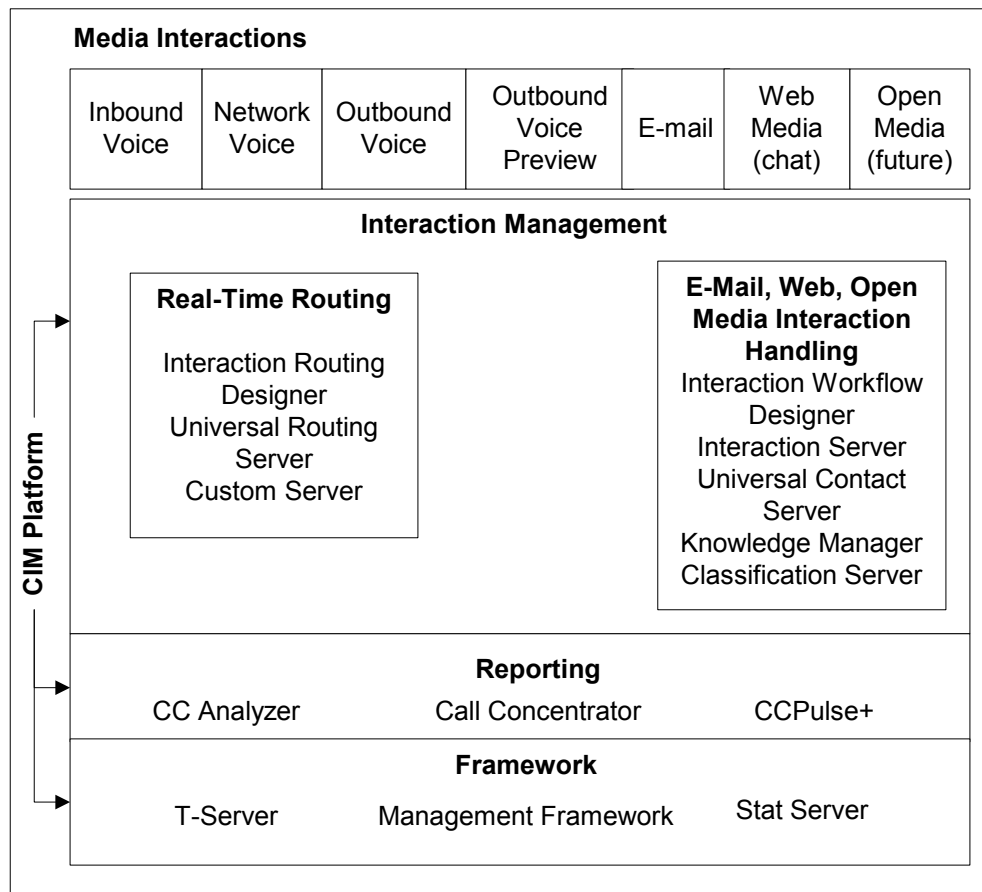 Media Interactions
Inbound
Voice
Network
Voice
Outbound
Voice
Outbound
Voice
Preview
E-mail
Web
Media
(chat)
Open
Media
(future)
Interaction Management
Real-Time Routing
Interaction Routing
Designer
Universal Routing
Server
Custom Server
E-Mail, Web, Open
Media Interaction
Handling
Interaction Workflow
Designer
Interaction Server
Universal Contact
Server
Knowledge Manager
Classification Server
CIM Platform
Reporting
CC Analyzer
Call Concentrator
CCPulse+
Framework
T-Server
Management Framework
Stat Server